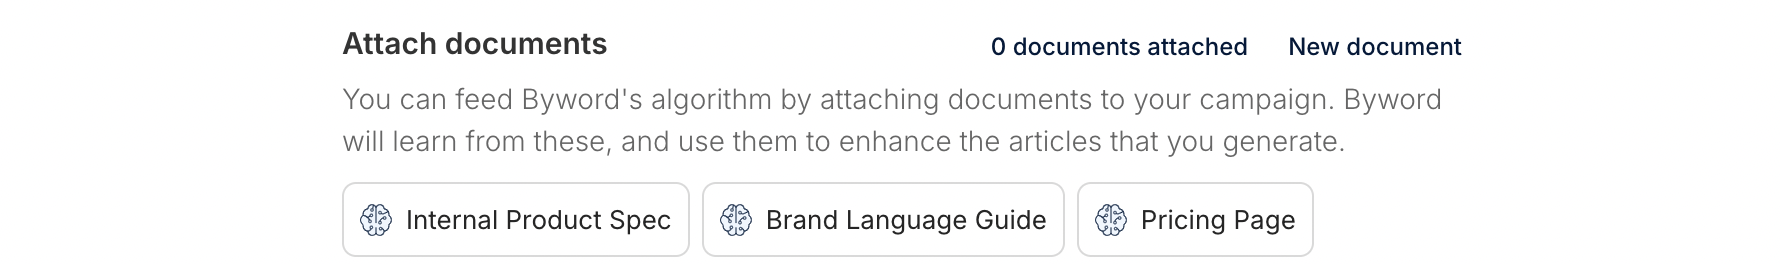 Attach documents
0 documents attached
New document
You can feed Byword's algorithm by attaching documents to your campaign. Byword
will learn from these, and use them to enhance the articles that you generate.
Internal Product Spec
Brand Language Guide
Pricing Page